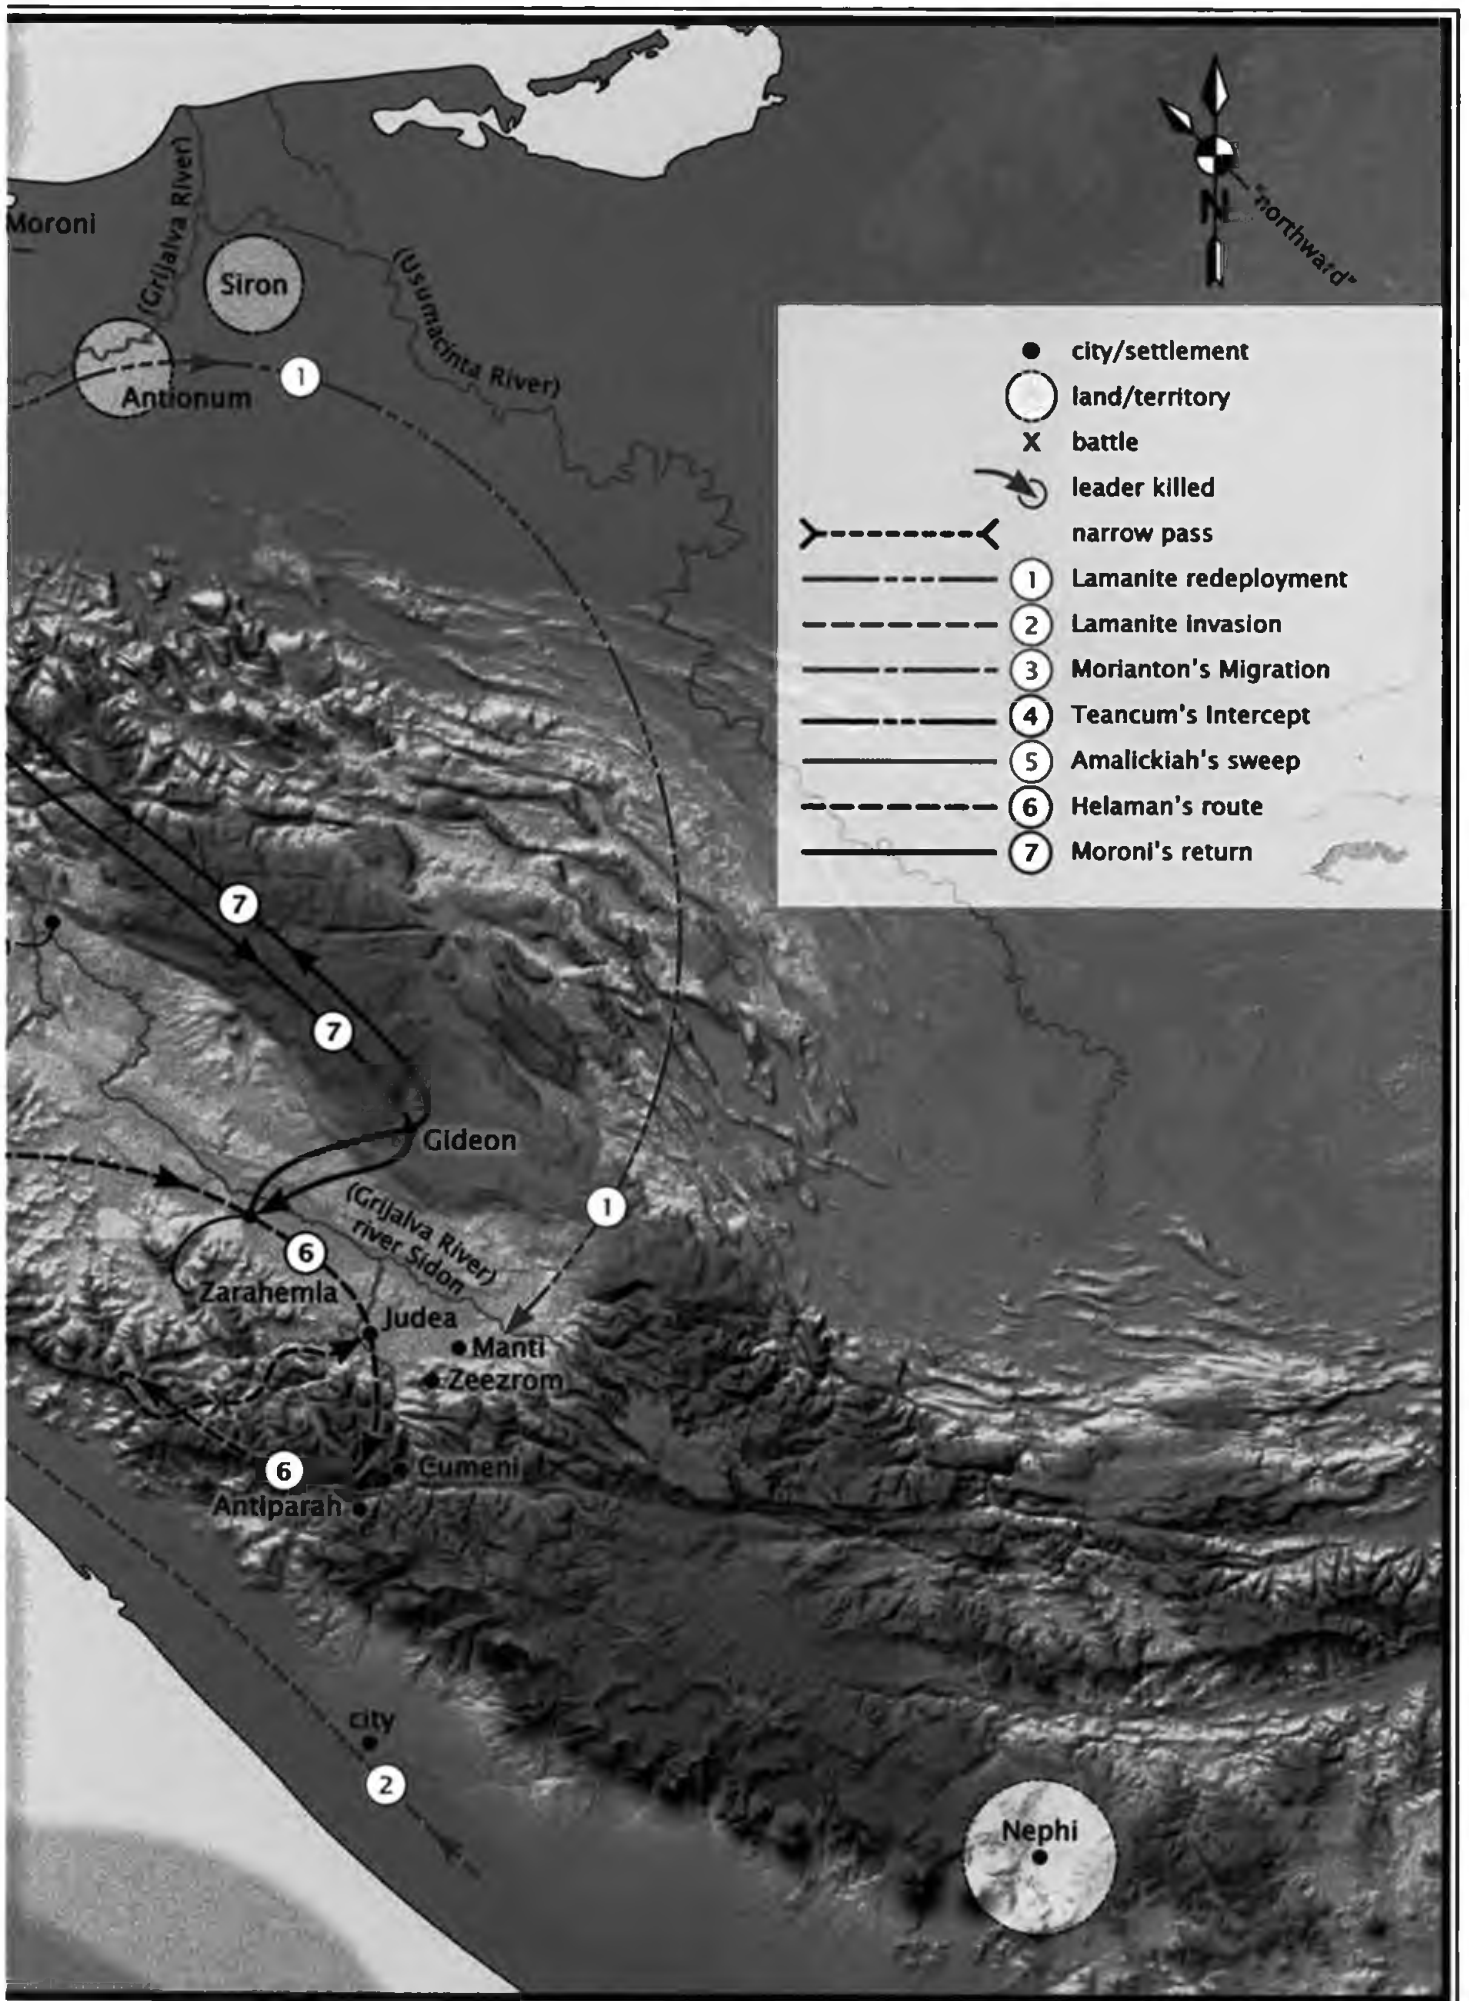 Moroni
(Grijalva River)
Siron
(Usumacinta River)
N
"northward"
Antionum
1
city/settlement
land/territory
x battle
leader killed
narrow pass
1 Lamanite redeployment
2 Lamanite invasion
3 Morianton's Migration
4 Teancum's Intercept
5 Amalickiah's sweep
6 Helaman's route
7 Moroni's return
7
7
Gideon
1
(Grijalva River)
river Sidon
6
Zarahemla
Judea
Manti
Zeezrom
6
Cumeni
Antiparah
city
2
Nephi